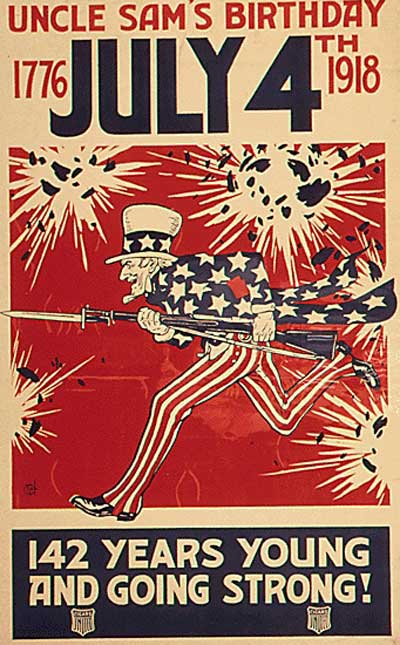 UNCLE SAM'S BIRTHDAY
1776 JULY 4TH 1918
142 YEARS YOUNG
AND GOING STRONG!